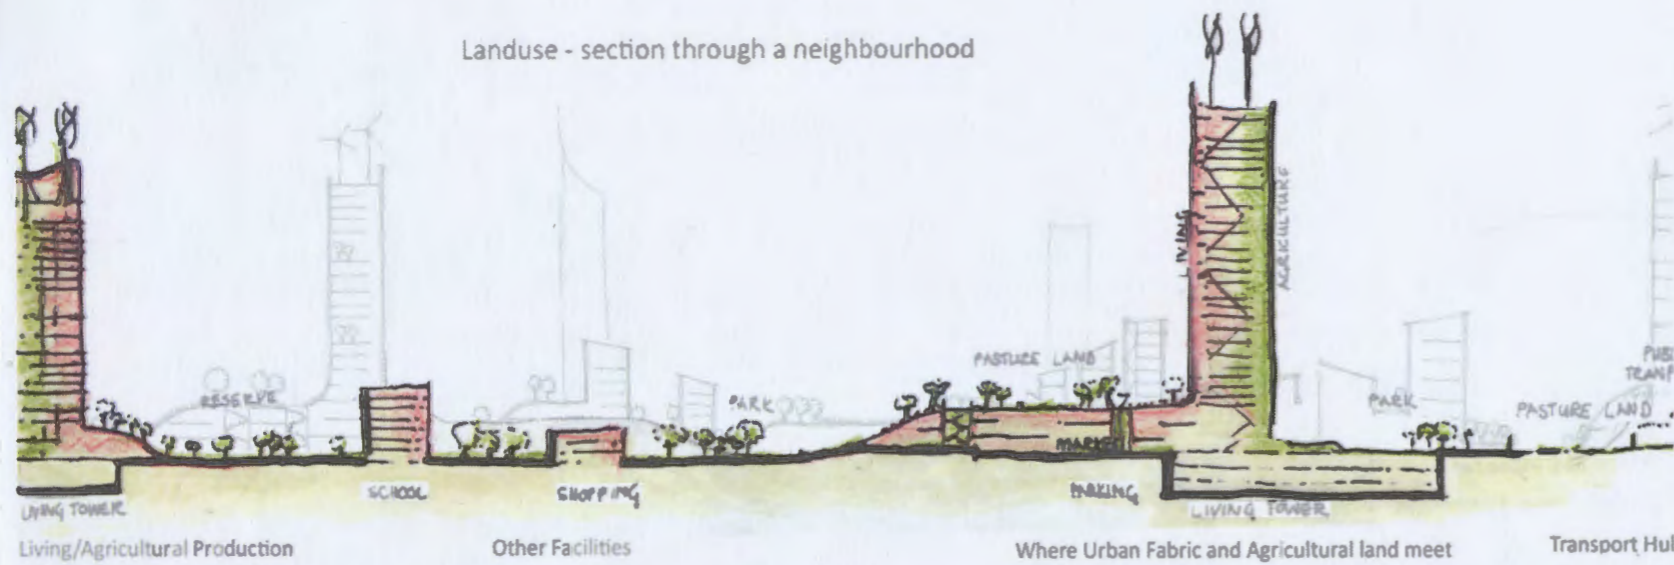 Landuse - section through a neighbourhood
LIVING
AGRICULTURE
PASTURE LAND
RESERVE
PARK
PARK
PASTURE LAND
MARKET
SCHOOL
SHOPPING
PARKING
LIVING TOWER
LIVING TOWER
Living/Agricultural Production
Other Facilities
Where Urban Fabric and Agricultural land meet
Transport Hu